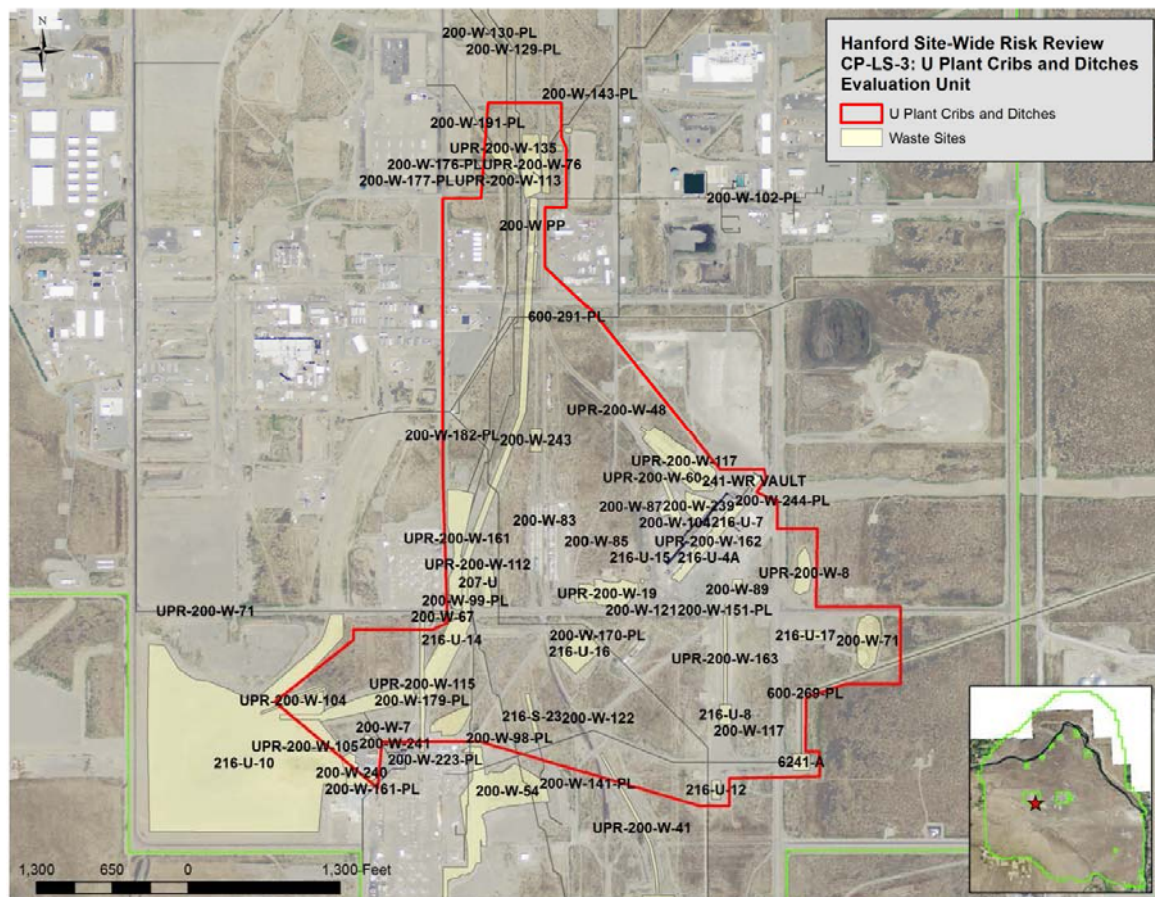 N
Hanford Site-Wide Risk Review
CP-LS-3: U Plant Cribs and Ditches
Evaluation Unit
U Plant Cribs and Ditches
Waste Sites
200-W-130-PL
200-W-129-PL
200-W-143-PL
200-W-191-PL
UPR-200-W-135
200-W-176-PL UPR-200-W-76
200-W-177-PL UPR-200-W-113
200-W-102-PL
200-W PP
600-291-PL
UPR-200-W-48
200-W-182-PL
200-W-243
UPR-200-W-117
UPR-200-W-60
241-WR VAULT
200-W-244-PL
200-W-87 200-W-239
200-W-83
200-W-104 216-U-7
UPR-200-W-161
200-W-85
UPR-200-W-162
216-U-15 216-U-4A
UPR-200-W-112
UPR-200-W-8
207-U
UPR-200-W-19
200-W-89
200-W-99-PL
UPR-200-W-71
200-W-67
200-W-121 200-W-151-PL
216-U-14
200-W-170-PL
216-U-17
200-W-71
216-U-16
UPR-200-W-163
UPR-200-W-115
600-269-PL
UPR-200-W-104
200-W-179-PL
216-S-23 200-W-122
216-U-8
200-W-7
200-W-117
200-W-98-PL
UPR-200-W-105 200-W-241
216-U-10
200-W-223-PL
6241-A
200-W-240
200-W-161-PL
200-W-54
200-W-141-PL
216-U-12
UPR-200-W-41
1,300 650 0 1,300 Feet